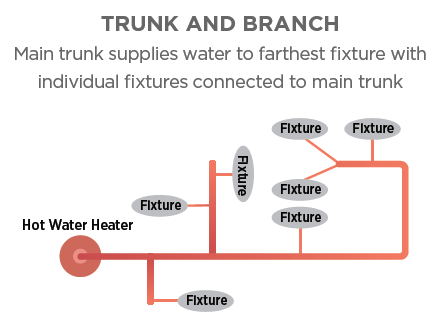 TRUNK AND BRANCH
Main trunk supplies water to farthest fixture with
individual fixtures connected to main trunk
Fixture
Fixture
Fixture
Fixture
Fixture
Fixture
Hot Water Heater
Fixture